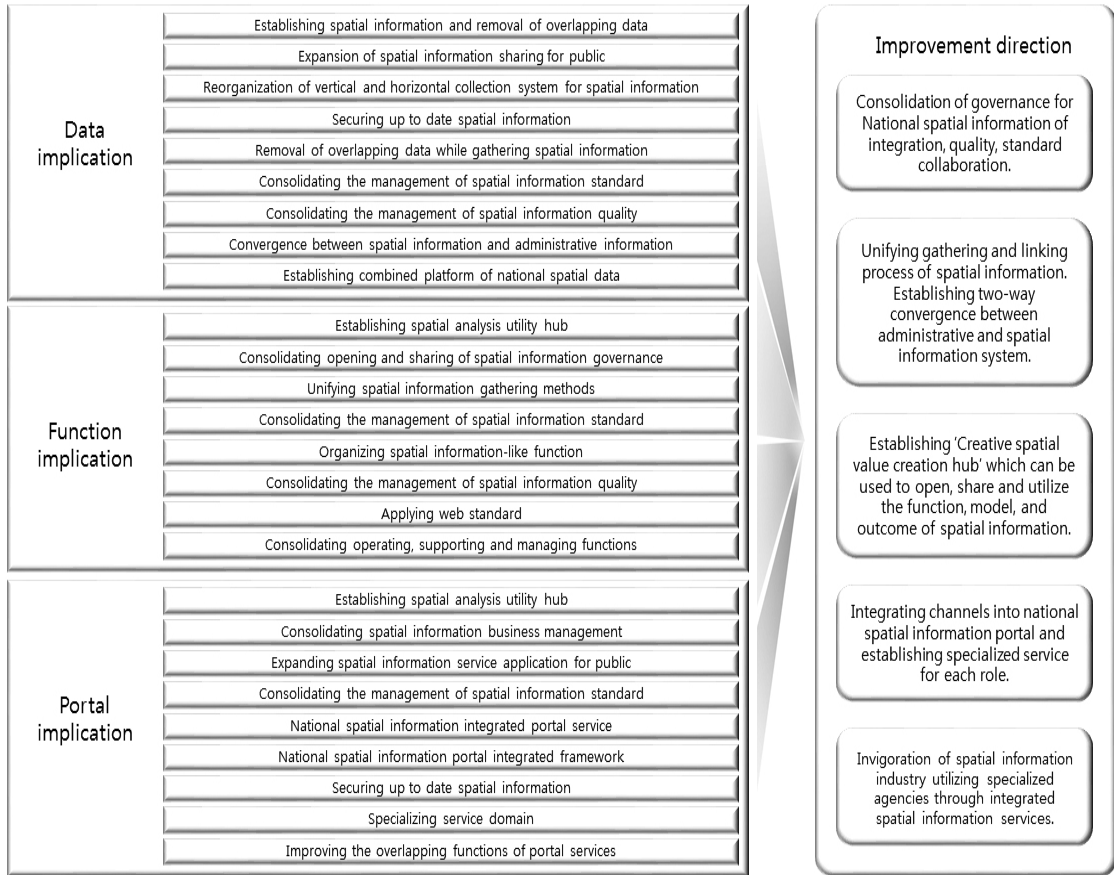 Data
implication
Establishing spatial information and removal of overlapping data
Expansion of spatial information sharing for public
Reorganization of vertical and horizontal collection system for spatial information
Securing up to date spatial information
Removal of overlapping data while gathering spatial information
Consolidating the management of spatial information standard
Consolidating the management of spatial information quality
Convergence between spatial information and administrative information
Establishing combined platform of national spatial data
Function
implication
Establishing spatial analysis utility hub
Consolidating opening and sharing of spatial information governance
Unifying spatial information gathering methods
Consolidating the management of spatial information standard
Organizing spatial information-like function
Consolidating the management of spatial information quality
Applying web standard
Consolidating operating, supporting and managing functions
Portal
implication
Establishing spatial analysis utility hub
Consolidating spatial information business management
Expanding spatial information service application for public
Consolidating the management of spatial information standard
National spatial information integrated portal service
National spatial information portal integrated framework
Securing up to date spatial information
Specializing service domain
Improving the overlapping functions of portal services
Improvement direction
Consolidation of governance for
National spatial information of
integration, quality, standard
collaboration.
Unifying gathering and linking
process of spatial information.
Establishing two-way
convergence between
administrative and spatial
information system.
Establishing 'Creative spatial
value creation hub' which can be
used to open, share and utilize
the function, model, and
outcome of spatial information.
Integrating channels into national
spatial information portal and
establishing specialized service
for each role.
Invigoration of spatial information
industry utilizing specialized
agencies through integrated
spatial information services.